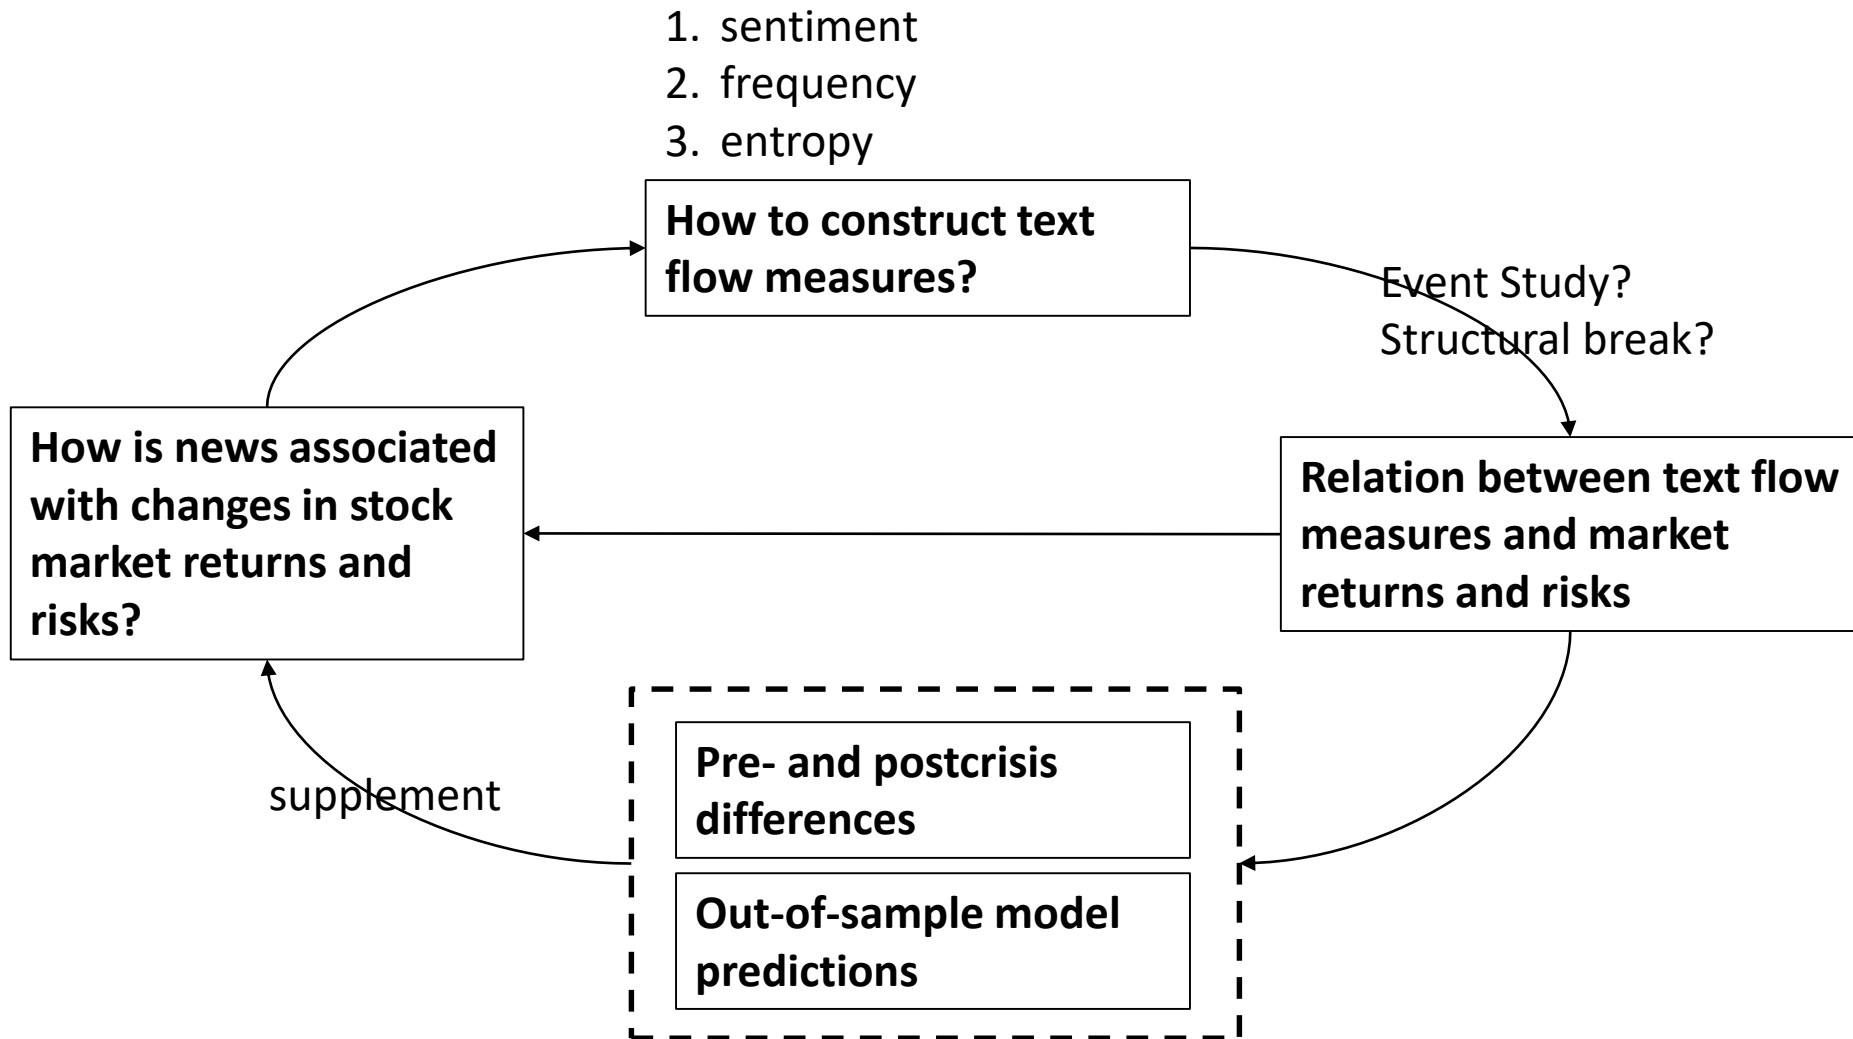 1. sentiment
2. frequency
3. entropy
How to construct text
flow measures?
Event Study?
Structural break?
How is news associated
with changes in stock
market returns and
risks?
Relation between text flow
measures and market
returns and risks
supplement
Pre- and postcrisis
differences
Out-of-sample model
predictions